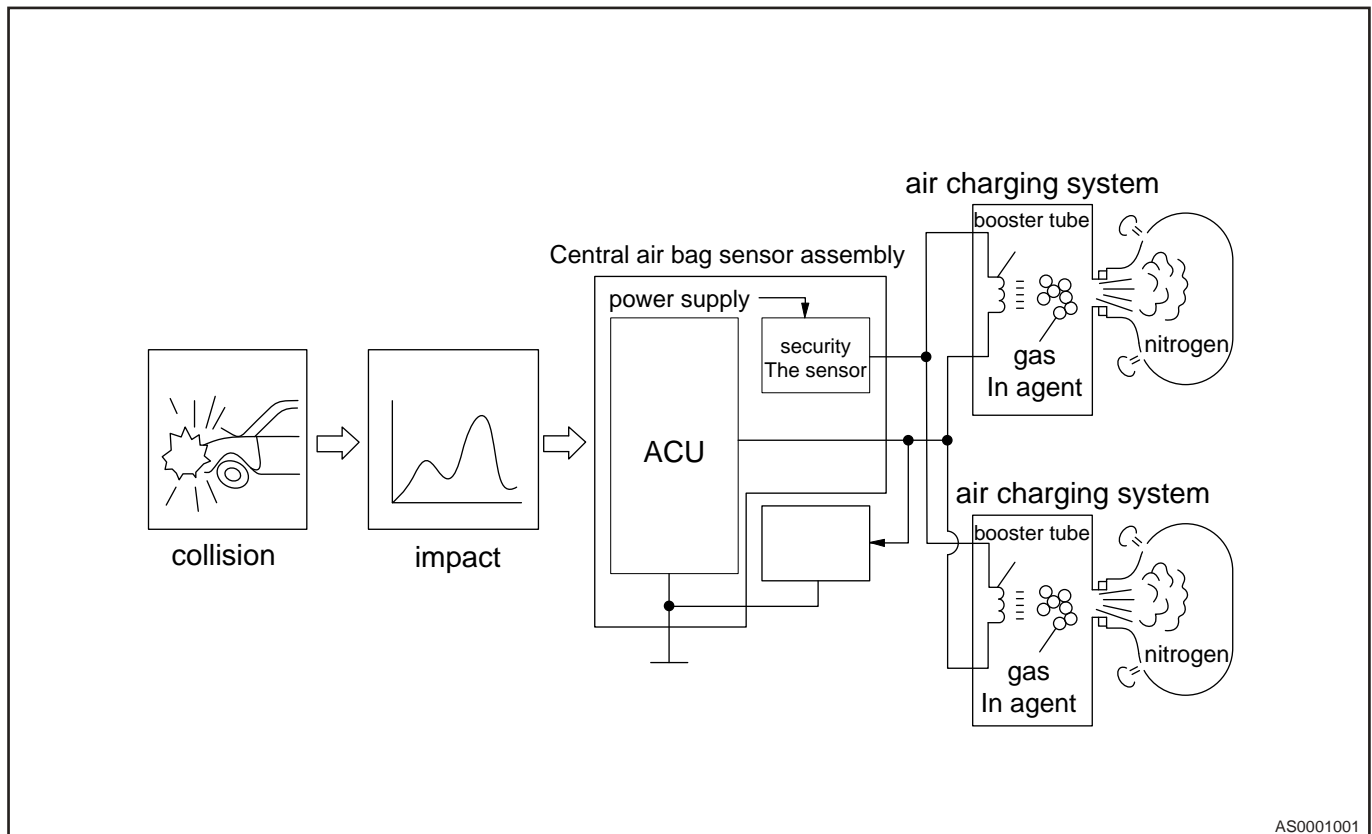 air charging system
booster tube
Central air bag sensor assembly
power supply
security
The sensor
gas
In agent
nitrogen
ACU
collision
impact
air charging system
booster tube
gas
In agent
nitrogen
AS0001001